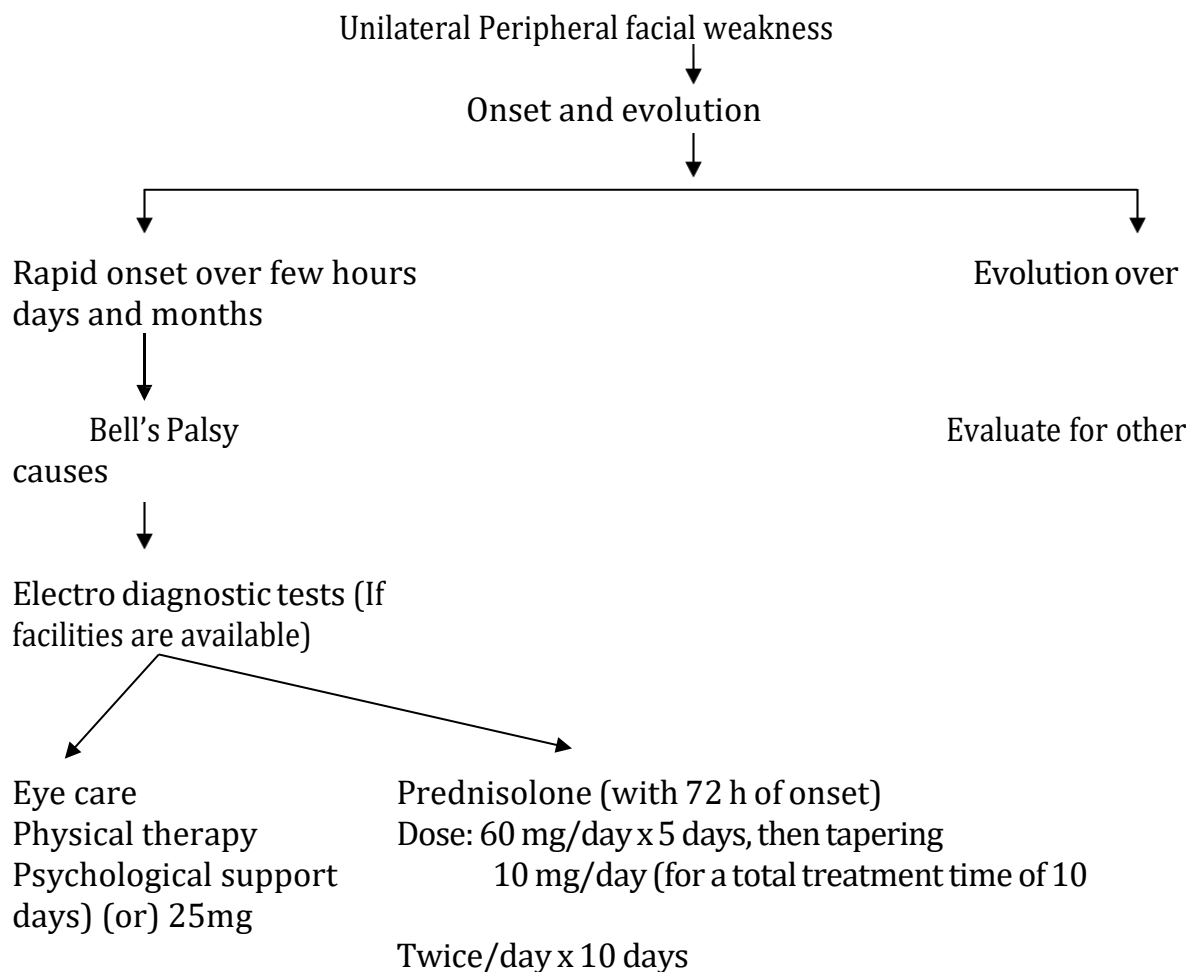 Unilateral Peripheral facial weakness
Onset and evolution
Rapid onset over few hours Evolution over
days and months
Bell’s Palsy Evaluate for other
causes
Electro diagnostic tests (If
facilities are available)
Eye care Prednisolone (with 72 h of onset)
Physical therapy Dose: 60 mg/day x 5 days, then tapering
Psychological support 10 mg/day (for a total treatment time of 10
days) (or) 25mg
Twice/day x 10 days